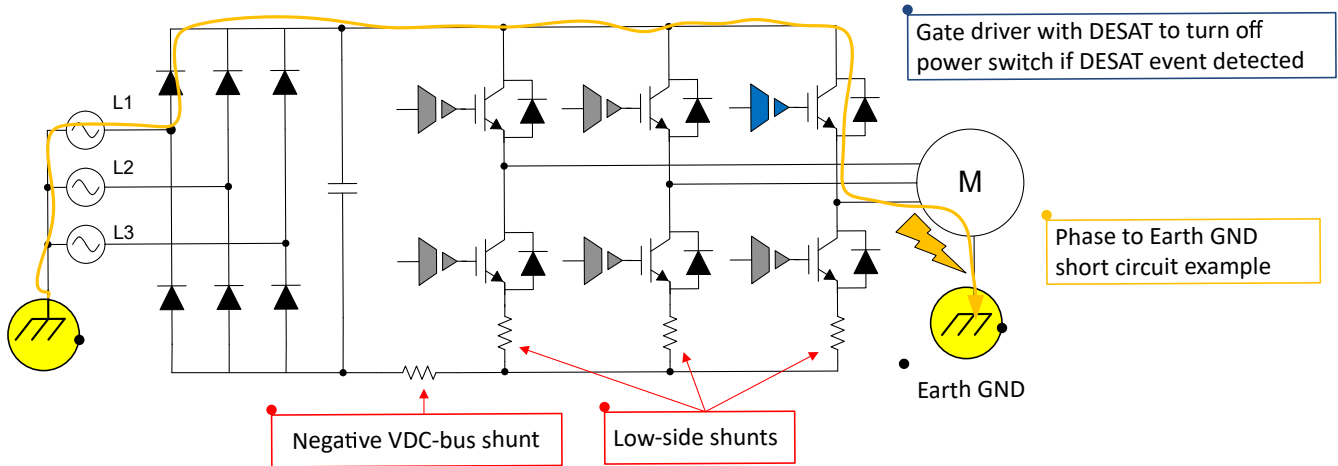 Gate driver with DESAT to turn off
power switch if DESAT event detected
L1
L2
L3
M
Phase to Earth GND
short circuit example
Earth GND
Negative VDC-bus shunt
Low-side shunts